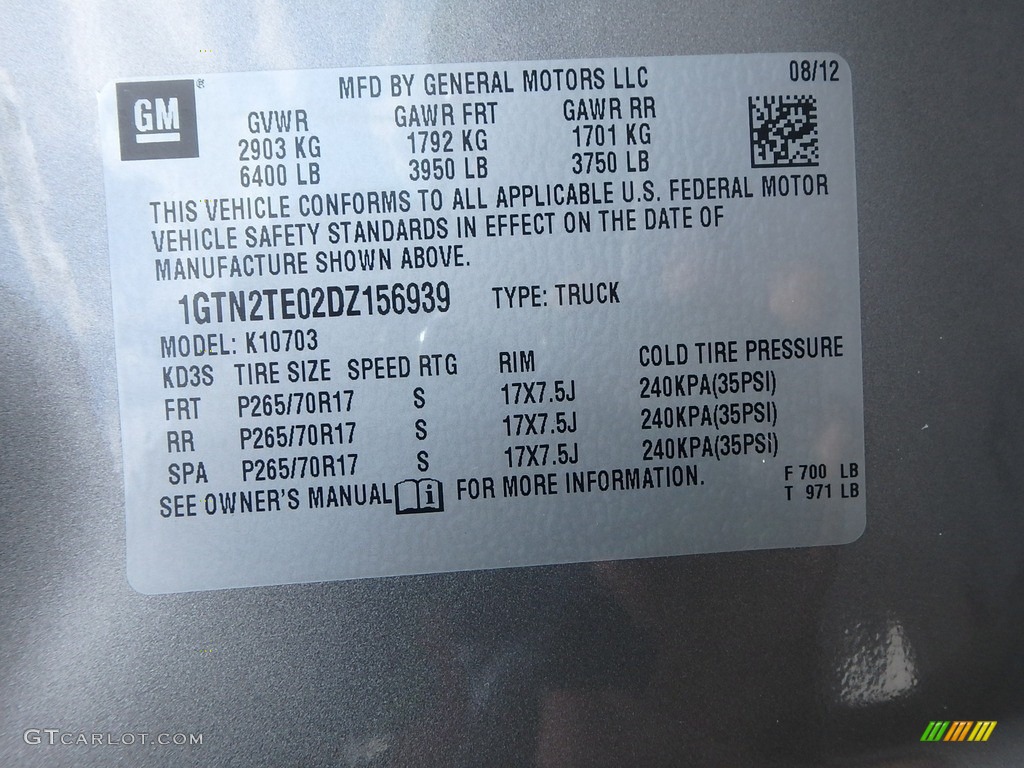 GM ®
MFD BY GENERAL MOTORS LLC 08/12
GVWR GAWR FRT GAWR RR
2903 KG 1792 KG 1701 KG
6400 LB 3950 LB 3750 LB
THIS VEHICLE CONFORMS TO ALL APPLICABLE U.S. FEDERAL MOTOR
VEHICLE SAFETY STANDARDS IN EFFECT ON THE DATE OF
MANUFACTURE SHOWN ABOVE.
1GTN2TE02DZ156939 TYPE: TRUCK
MODEL: K10703
KD3S TIRE SIZE SPEED RTG RIM COLD TIRE PRESSURE
FRT P265/70R17 S 17X7.5J 240KPA(35PSI)
RR P265/70R17 S 17X7.5J 240KPA(35PSI)
SPA P265/70R17 S 17X7.5J 240KPA(35PSI)
SEE OWNER'S MANUAL i FOR MORE INFORMATION.
F 700 LB
T 971 LB
GTCARLOT.COM